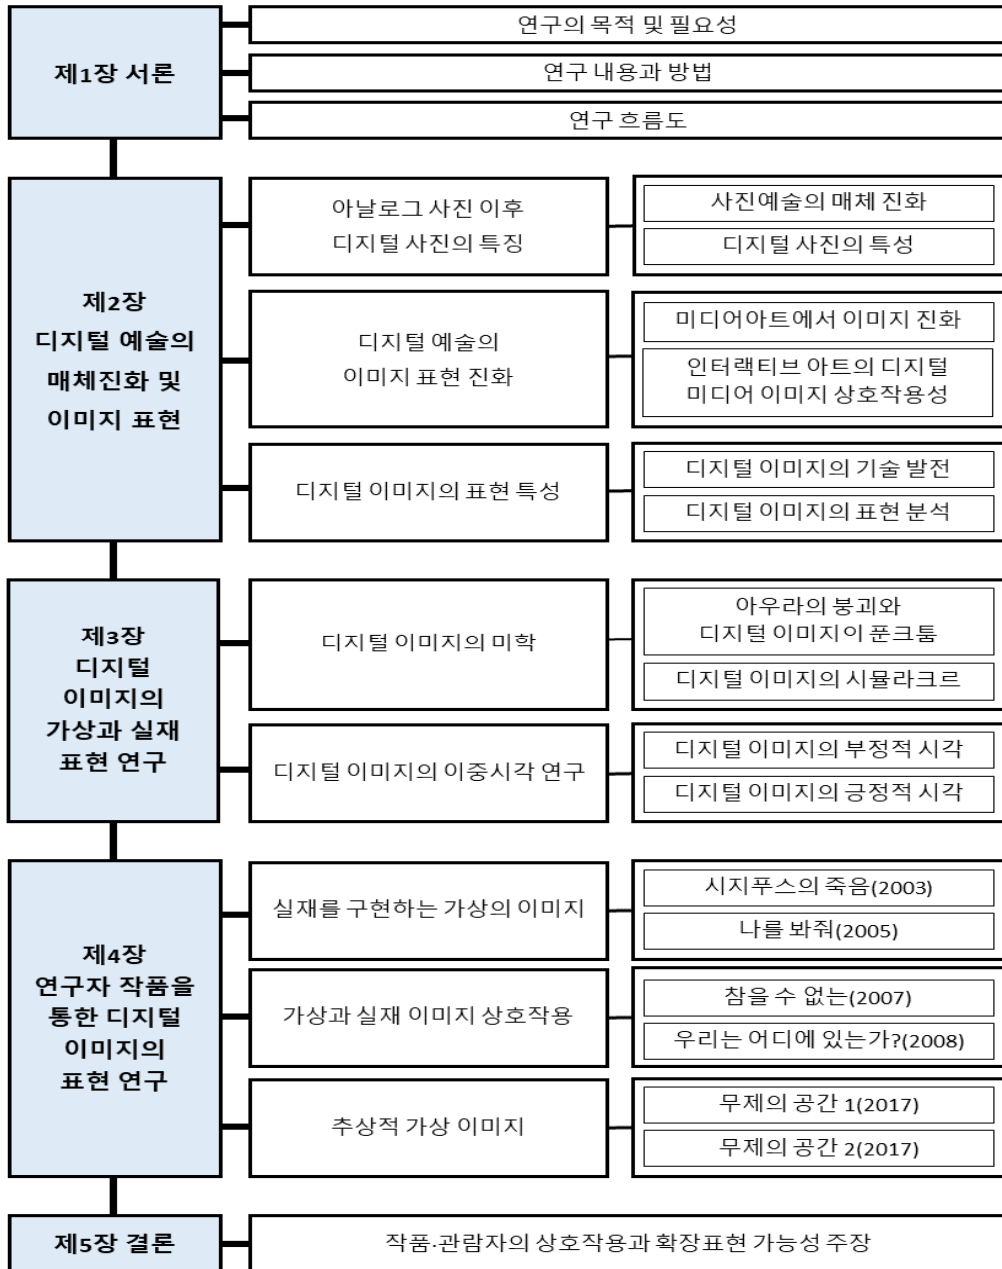 제1장 서론
연구의 목적 및 필요성
연구 내용과 방법
연구 흐름도
제2장
디지털 예술의
매체진화 및
이미지 표현
아날로그 사진 이후
디지털 사진의 특징
사진예술의 매체 진화
디지털 사진의 특성
디지털 예술의
이미지 표현 진화
미디어아트에서 이미지 진화
인터랙티브 아트의 디지털
미디어 이미지 상호작용성
디지털 이미지의 표현 특성
디지털 이미지의 기술 발전
디지털 이미지의 표현 분석
제3장
디지털
이미지의
가상과 실재
표현 연구
디지털 이미지의 미학
아우라의 붕괴와
디지털 이미지이 푼크툼
디지털 이미지의 시뮬라크르
디지털 이미지의 이중시각 연구
디지털 이미지의 부정적 시각
디지털 이미지의 긍정적 시각
제4장
연구자 작품을
통한 디지털
이미지의
표현 연구
실재를 구현하는 가상의 이미지
시지푸스의 죽음(2003)
나를 봐줘(2005)
가상과 실재 이미지 상호작용
참을 수 없는(2007)
우리는 어디에 있는가?(2008)
추상적 가상 이미지
무제의 공간 1(2017)
무제의 공간 2(2017)
제5장 결론
작품·관람자의 상호작용과 확장표현 가능성 주장